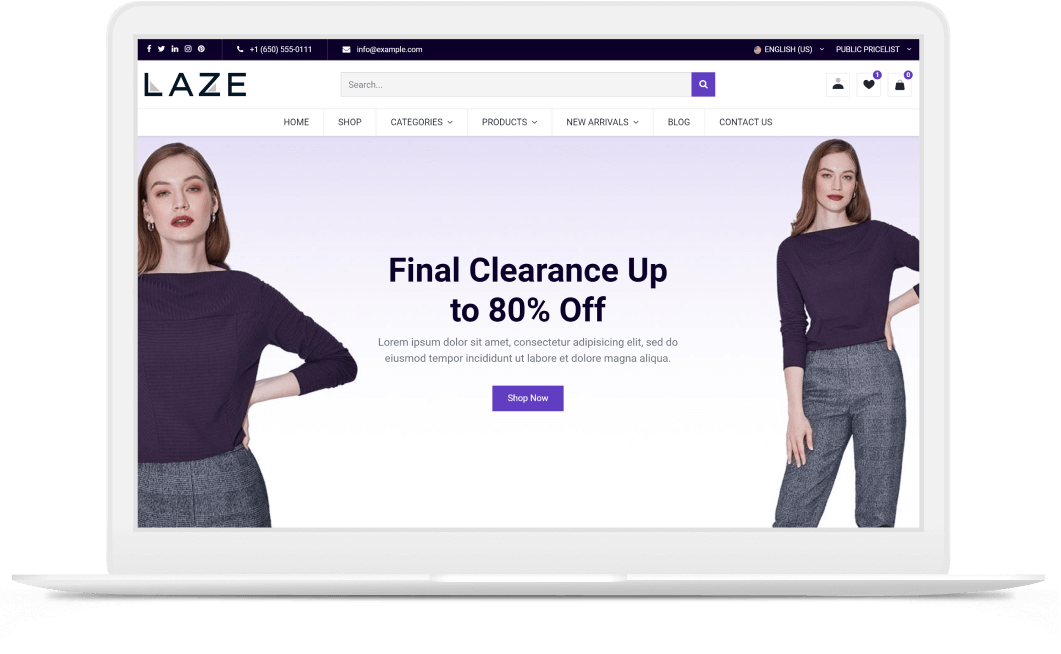 +1 (650) 555-0111
info@example.com
ENGLISH (US)
PUBLIC PRICELIST
LAZE
Search...
1
0
HOME
SHOP
CATEGORIES
PRODUCTS
NEW ARRIVALS
BLOG
CONTACT US
Final Clearance Up
to 80% Off
Lorem ipsum dolor sit amet, consectetur adipisicing elit, sed do
eiusmod tempor incididunt ut labore et dolore magna aliqua.
Shop Now